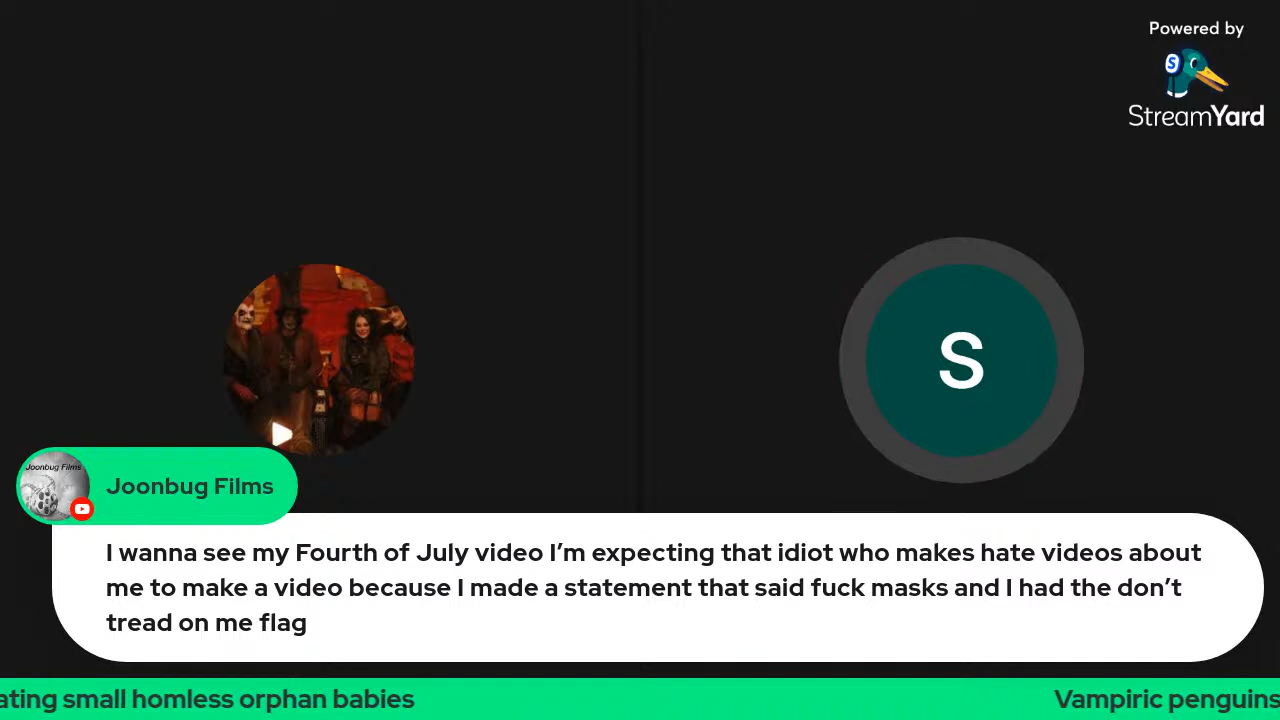 Powered by
S
StreamYard
S
Joonbug Films
Joonbug Films
I wanna see my Fourth of July video I’m expecting that idiot who makes hate videos about
me to make a video because I made a statement that said fuck masks and I had the don’t
tread on me flag
ating small homless orphan babies
Vampiric penguins